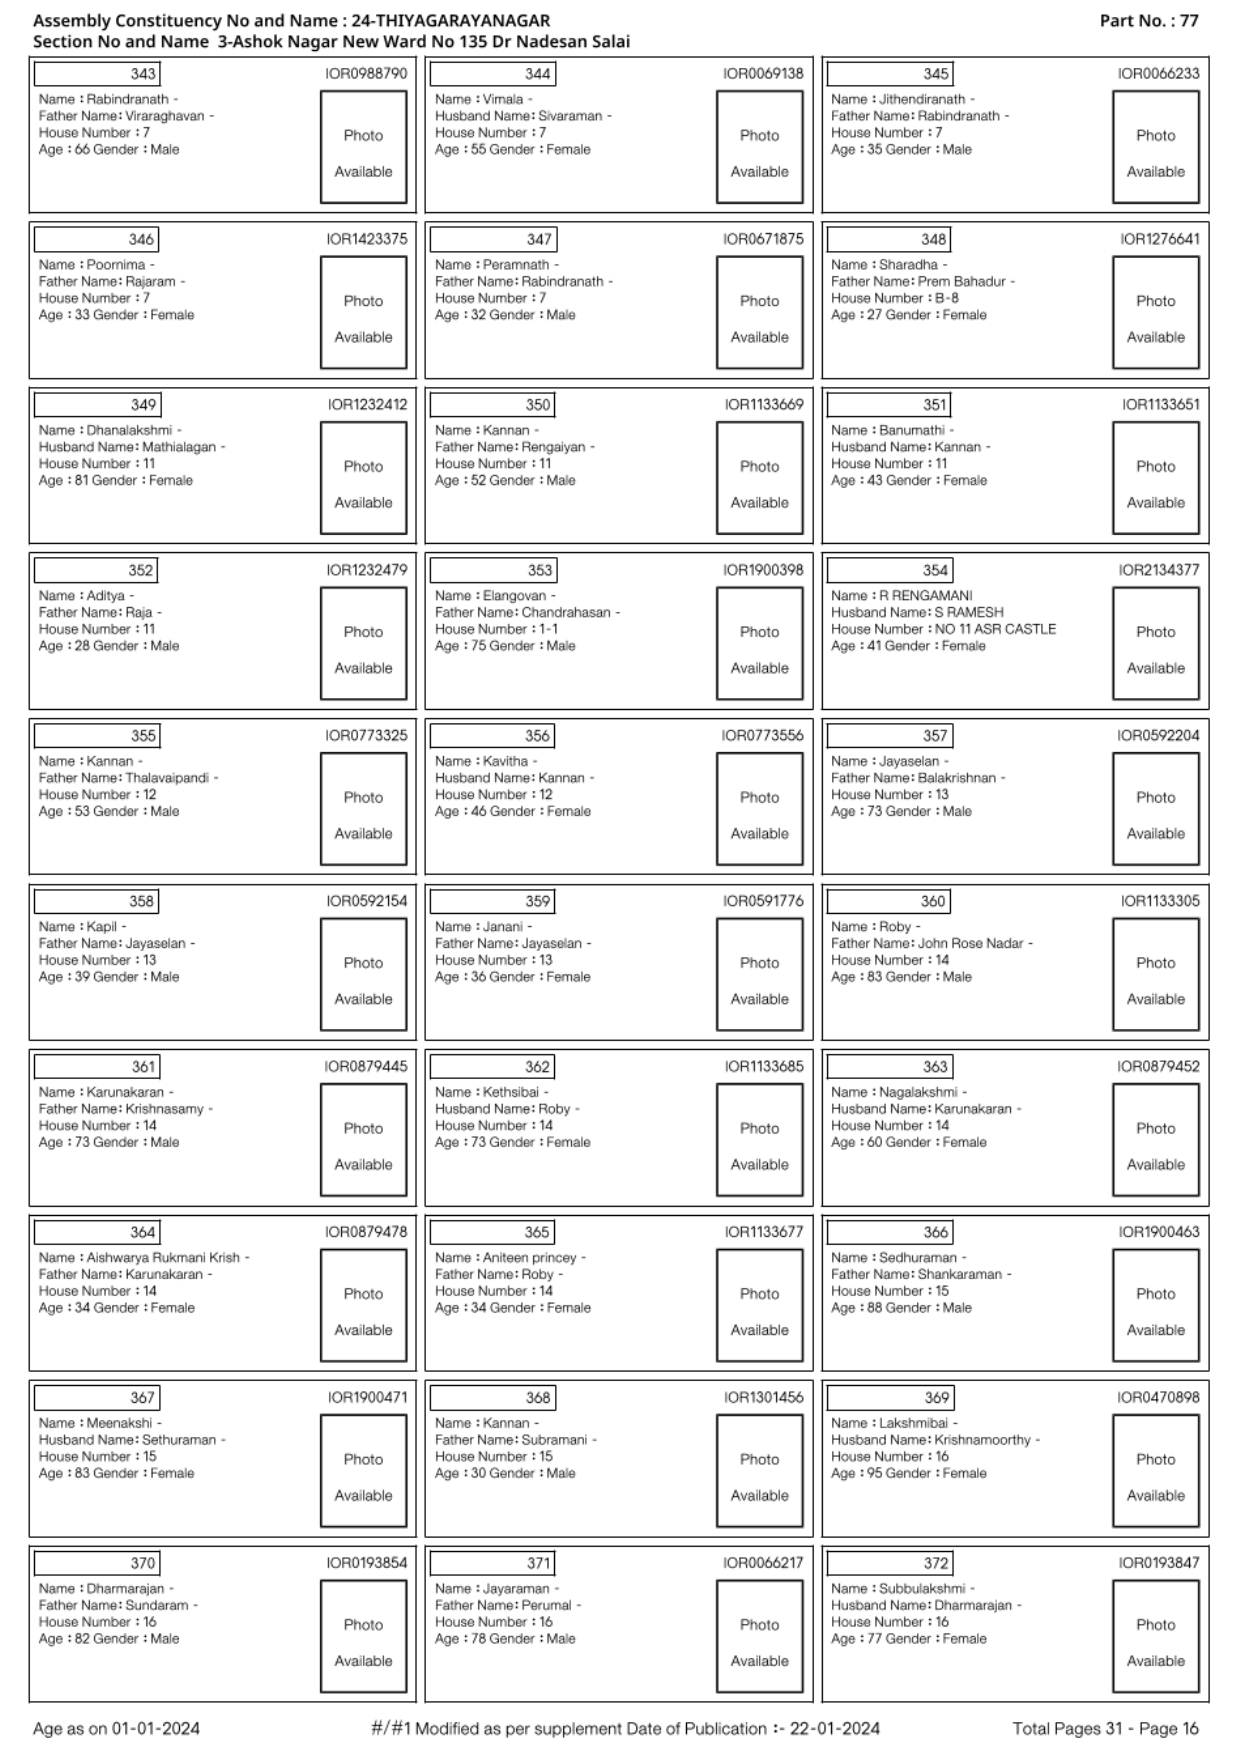 Assembly Constituency No and Name : 24-THIYAGARAYANAGAR
Part No. : 77
Section No and Name 3-Ashok Nagar New Ward No 135 Dr Nadesan Salai
343 IOR0988790
Name : Rabindranath -
Father Name: Viraraghavan -
House Number : 7
Age : 66 Gender : Male
Photo
Available
344 IOR0069138
Name : Vimala -
Husband Name: Sivaraman -
House Number : 7
Age : 55 Gender : Female
Photo
Available
345 IOR0066233
Name : Jithendiranath -
Father Name: Rabindranath -
House Number : 7
Age : 35 Gender : Male
Photo
Available
346 IOR1423375
Name : Poornima -
Father Name: Rajaram -
House Number : 7
Age : 33 Gender : Female
Photo
Available
347 IOR0671875
Name : Peramnath -
Father Name: Rabindranath -
House Number : 7
Age : 32 Gender : Male
Photo
Available
348 IOR1276641
Name : Sharadha -
Father Name: Prem Bahadur -
House Number : B-8
Age : 27 Gender : Female
Photo
Available
349 IOR1232412
Name : Dhanalakshmi -
Husband Name: Mathialagan -
House Number : 11
Age : 81 Gender : Female
Photo
Available
350 IOR1133669
Name : Kannan -
Father Name: Rengaiyan -
House Number : 11
Age : 52 Gender : Male
Photo
Available
351 IOR1133651
Name : Banumathi -
Husband Name: Kannan -
House Number : 11
Age : 43 Gender : Female
Photo
Available
352 IOR1232479
Name : Aditya -
Father Name: Raja -
House Number : 11
Age : 28 Gender : Male
Photo
Available
353 IOR1900398
Name : Elangovan -
Father Name: Chandrahasan -
House Number : 1-1
Age : 75 Gender : Male
Photo
Available
354 IOR2134377
Name : R RENGAMANI
Husband Name: S RAMESH
House Number : NO 11 ASR CASTLE
Age : 41 Gender : Female
Photo
Available
355 IOR0773325
Name : Kannan -
Father Name: Thalavaipandi -
House Number : 12
Age : 53 Gender : Male
Photo
Available
356 IOR0773556
Name : Kavitha -
Husband Name: Kannan -
House Number : 12
Age : 46 Gender : Female
Photo
Available
357 IOR0592204
Name : Jayaselan -
Father Name: Balakrishnan -
House Number : 13
Age : 73 Gender : Male
Photo
Available
358 IOR0592154
Name : Kapil -
Father Name: Jayaselan -
House Number : 13
Age : 39 Gender : Male
Photo
Available
359 IOR0591776
Name : Janani -
Father Name: Jayaselan -
House Number : 13
Age : 36 Gender : Female
Photo
Available
360 IOR1133305
Name : Roby -
Father Name: John Rose Nadar -
House Number : 14
Age : 83 Gender : Male
Photo
Available
361 IOR0879445
Name : Karunakaran -
Father Name: Krishnasamy -
House Number : 14
Age : 73 Gender : Male
Photo
Available
362 IOR1133685
Name : Kethsibai -
Husband Name: Roby -
House Number : 14
Age : 73 Gender : Female
Photo
Available
363 IOR0879452
Name : Nagalakshmi -
Husband Name: Karunakaran -
House Number : 14
Age : 60 Gender : Female
Photo
Available
364 IOR0879478
Name : Aishwarya Rukmani Krish -
Father Name: Karunakaran -
House Number : 14
Age : 34 Gender : Female
Photo
Available
365 IOR1133677
Name : Aniteen princey -
Father Name: Roby -
House Number : 14
Age : 34 Gender : Female
Photo
Available
366 IOR1900463
Name : Sedhuraman -
Father Name: Shankaraman -
House Number : 15
Age : 88 Gender : Male
Photo
Available
367 IOR1900471
Name : Meenakshi -
Husband Name: Sethuraman -
House Number : 15
Age : 83 Gender : Female
Photo
Available
368 IOR1301456
Name : Kannan -
Father Name: Subramani -
House Number : 15
Age : 30 Gender : Male
Photo
Available
369 IOR0470898
Name : Lakshmibai -
Husband Name: Krishnamoorthy -
House Number : 16
Age : 95 Gender : Female
Photo
Available
370 IOR0193854
Name : Dharmarajan -
Father Name: Sundaram -
House Number : 16
Age : 82 Gender : Male
Photo
Available
371 IOR0066217
Name : Jayaraman -
Father Name: Perumal -
House Number : 16
Age : 78 Gender : Male
Photo
Available
372 IOR0193847
Name : Subbulakshmi -
Husband Name: Dharmarajan -
House Number : 16
Age : 77 Gender : Female
Photo
Available
Age as on 01-01-2024
#/#1 Modified as per supplement Date of Publication :- 22-01-2024
Total Pages 31 - Page 16